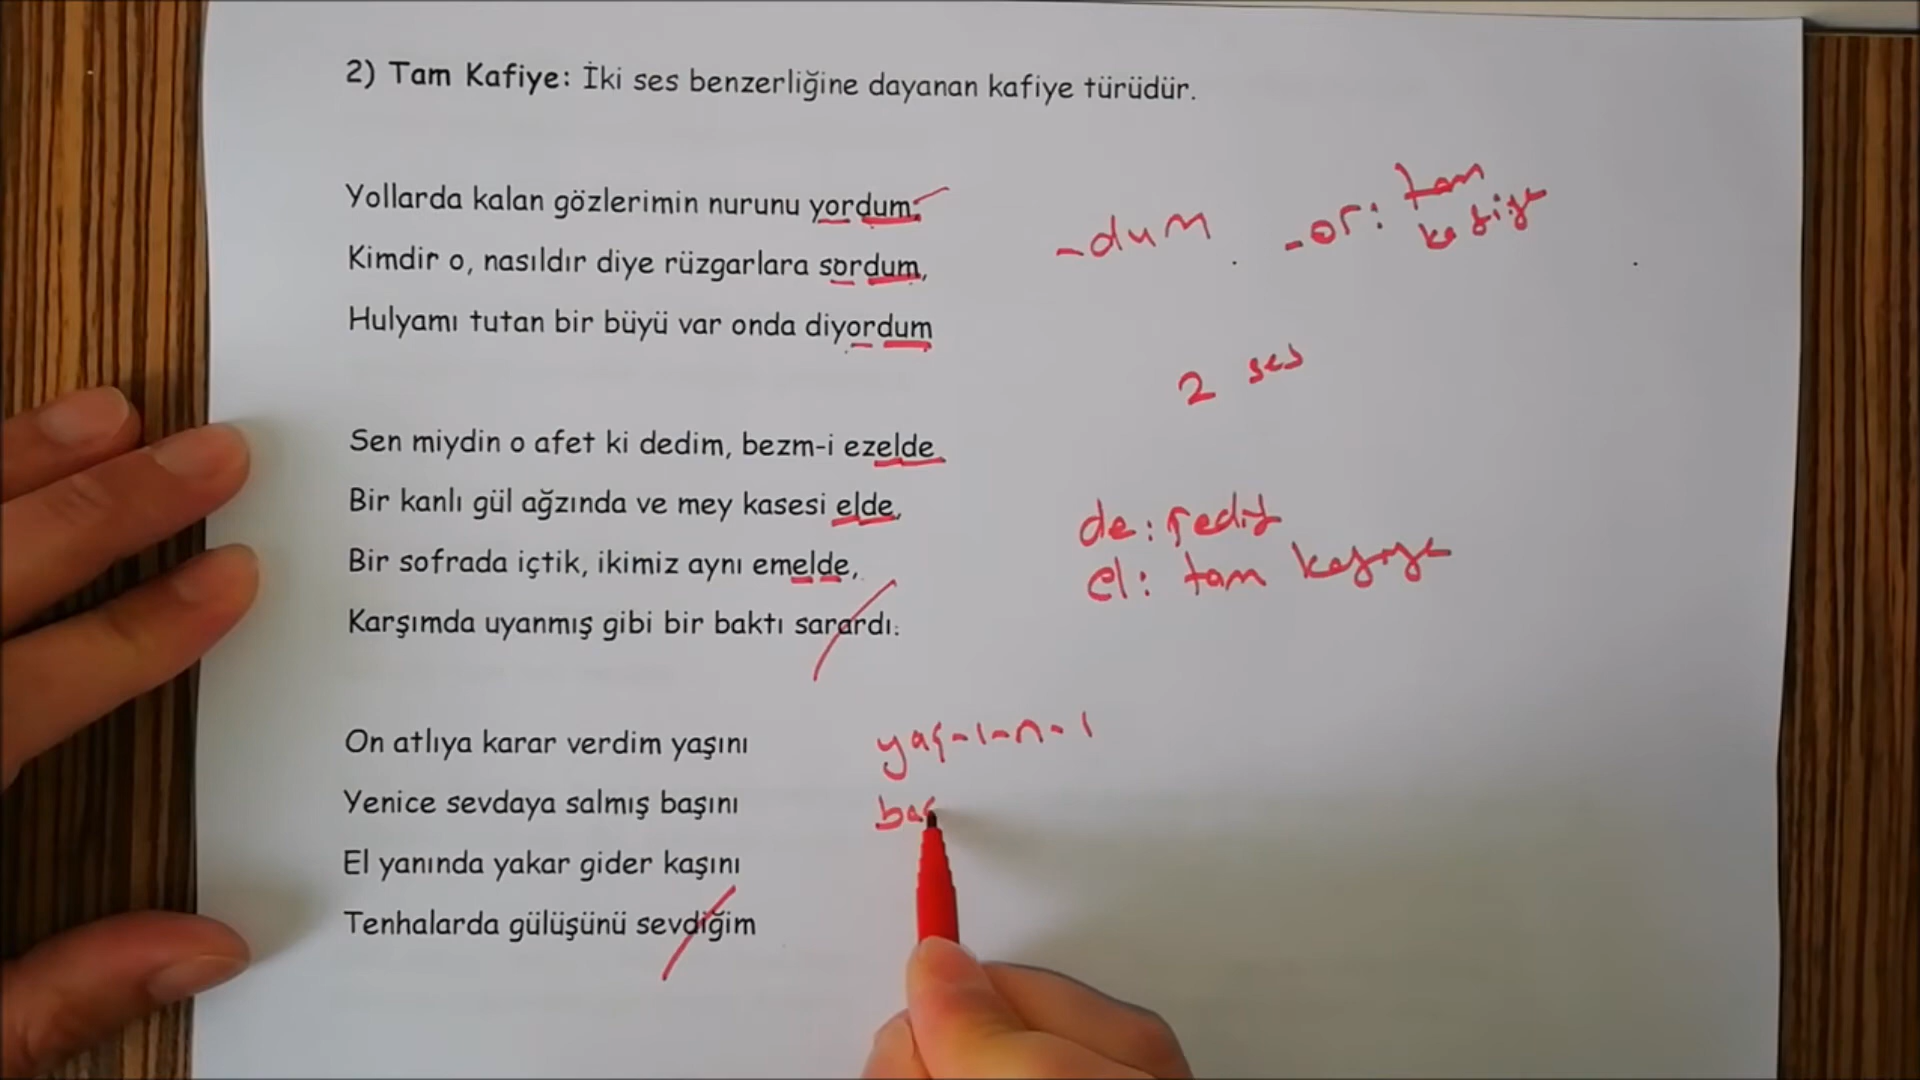 2) Tam Kafiye: İki ses benzerliğine dayanan kafiye türüdür.
Yollarda kalan gözlerimin nurunu yordum,
Kimdir o, nasıldır diye rüzgarlara sordum,
Hulyamı tutan bir büyü var onda diyordum
-dum
-or: tam kafiye
2 ses
Sen miydin o afet ki dedim, bezm-i ezelde
Bir kanlı gül ağzında ve mey kasesi elde,
Bir sofrada içtik, ikimiz aynı emelde,
Karşımda uyanmış gibi bir baktı sarardı.
de: redif
el: tam kafiye
On atlıya karar verdim yaşını
Yenice sevdaya salmış başını
El yanında yakar gider kaşını
Tenhalarda gülüşünü sevdiğim
yaş-ı-n-ı
baş